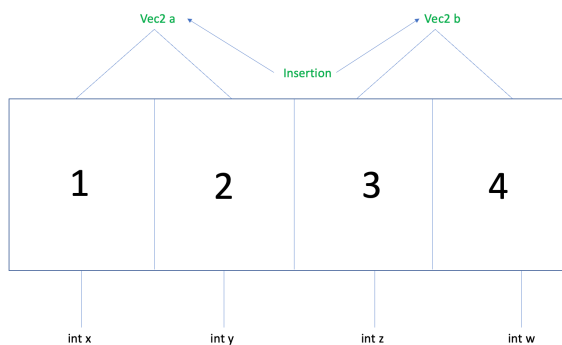 Vec2 a
Vec2 b
Insertion
1
2
3
4
int x
int y
int z
int w